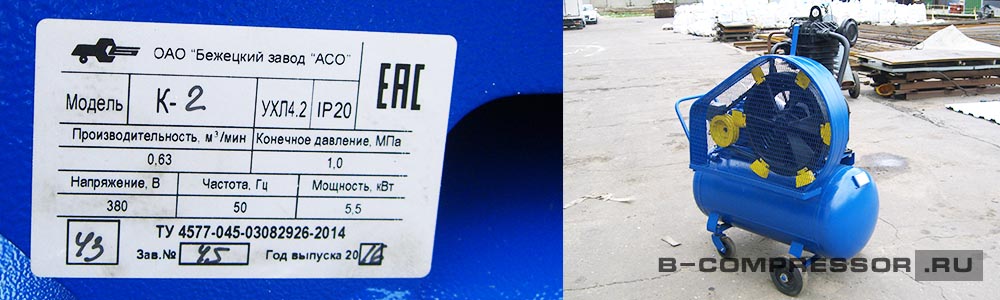 ОАО "Бежецкий завод "АСО"
Модель К-2 УХЛ4.2 IP20 EAC
Производительность, м³/мин Конечное давление, МПа
0,63 1,0
Напряжение, В Частота, Гц Мощность, кВт
380 50 5,5
ТУ 4577-045-03082926-2014
43 Зав.№ 45 Год выпуска 2016
B-COMPRESSOR.RU